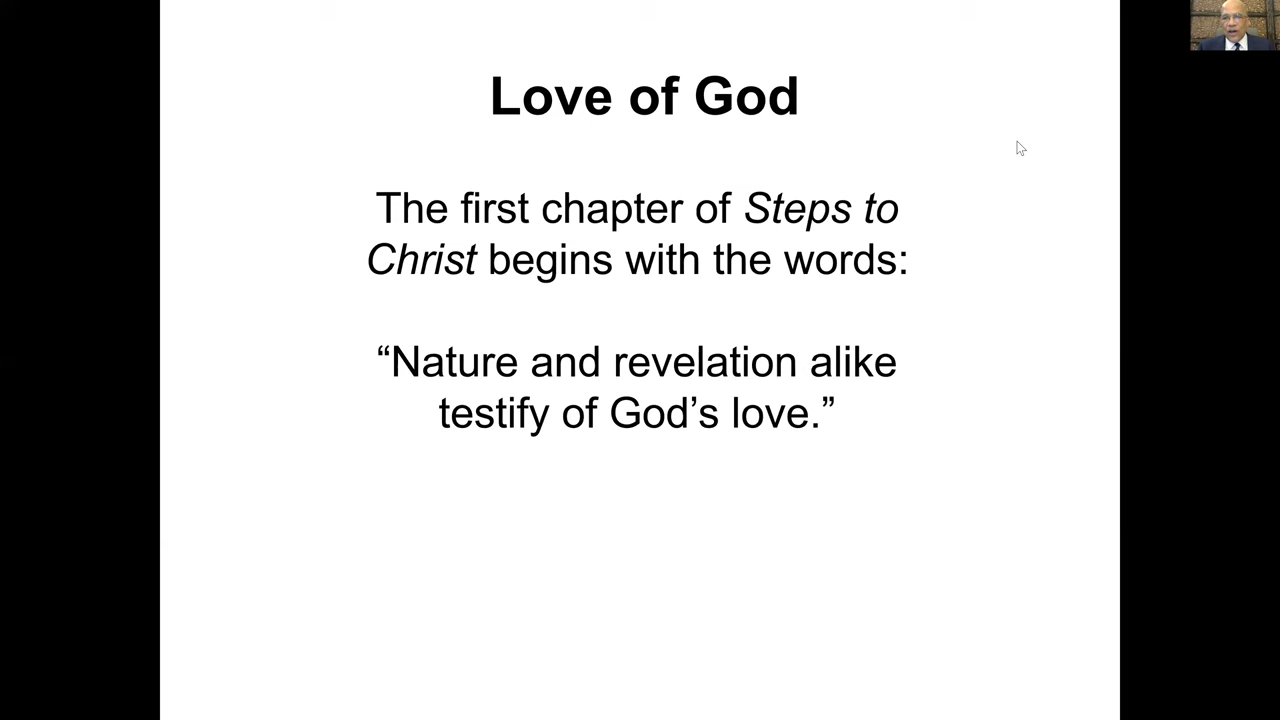 Love of God
The first chapter of Steps to
Christ begins with the words:
“Nature and revelation alike
testify of God’s love.”